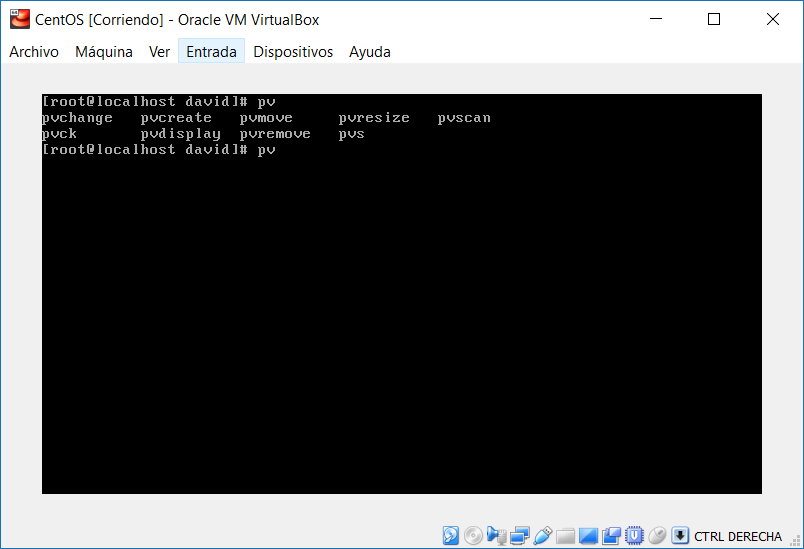 CentOS [Corriendo] - Oracle VM VirtualBox
Archivo Máquina Ver Entrada Dispositivos Ayuda
[root@localhost david]# pv
pvchange pvcreate pvmove pvresize pvscan
pvck pvdisplay pvremove pvs
[root@localhost david]# pv
CTRL DERECHA